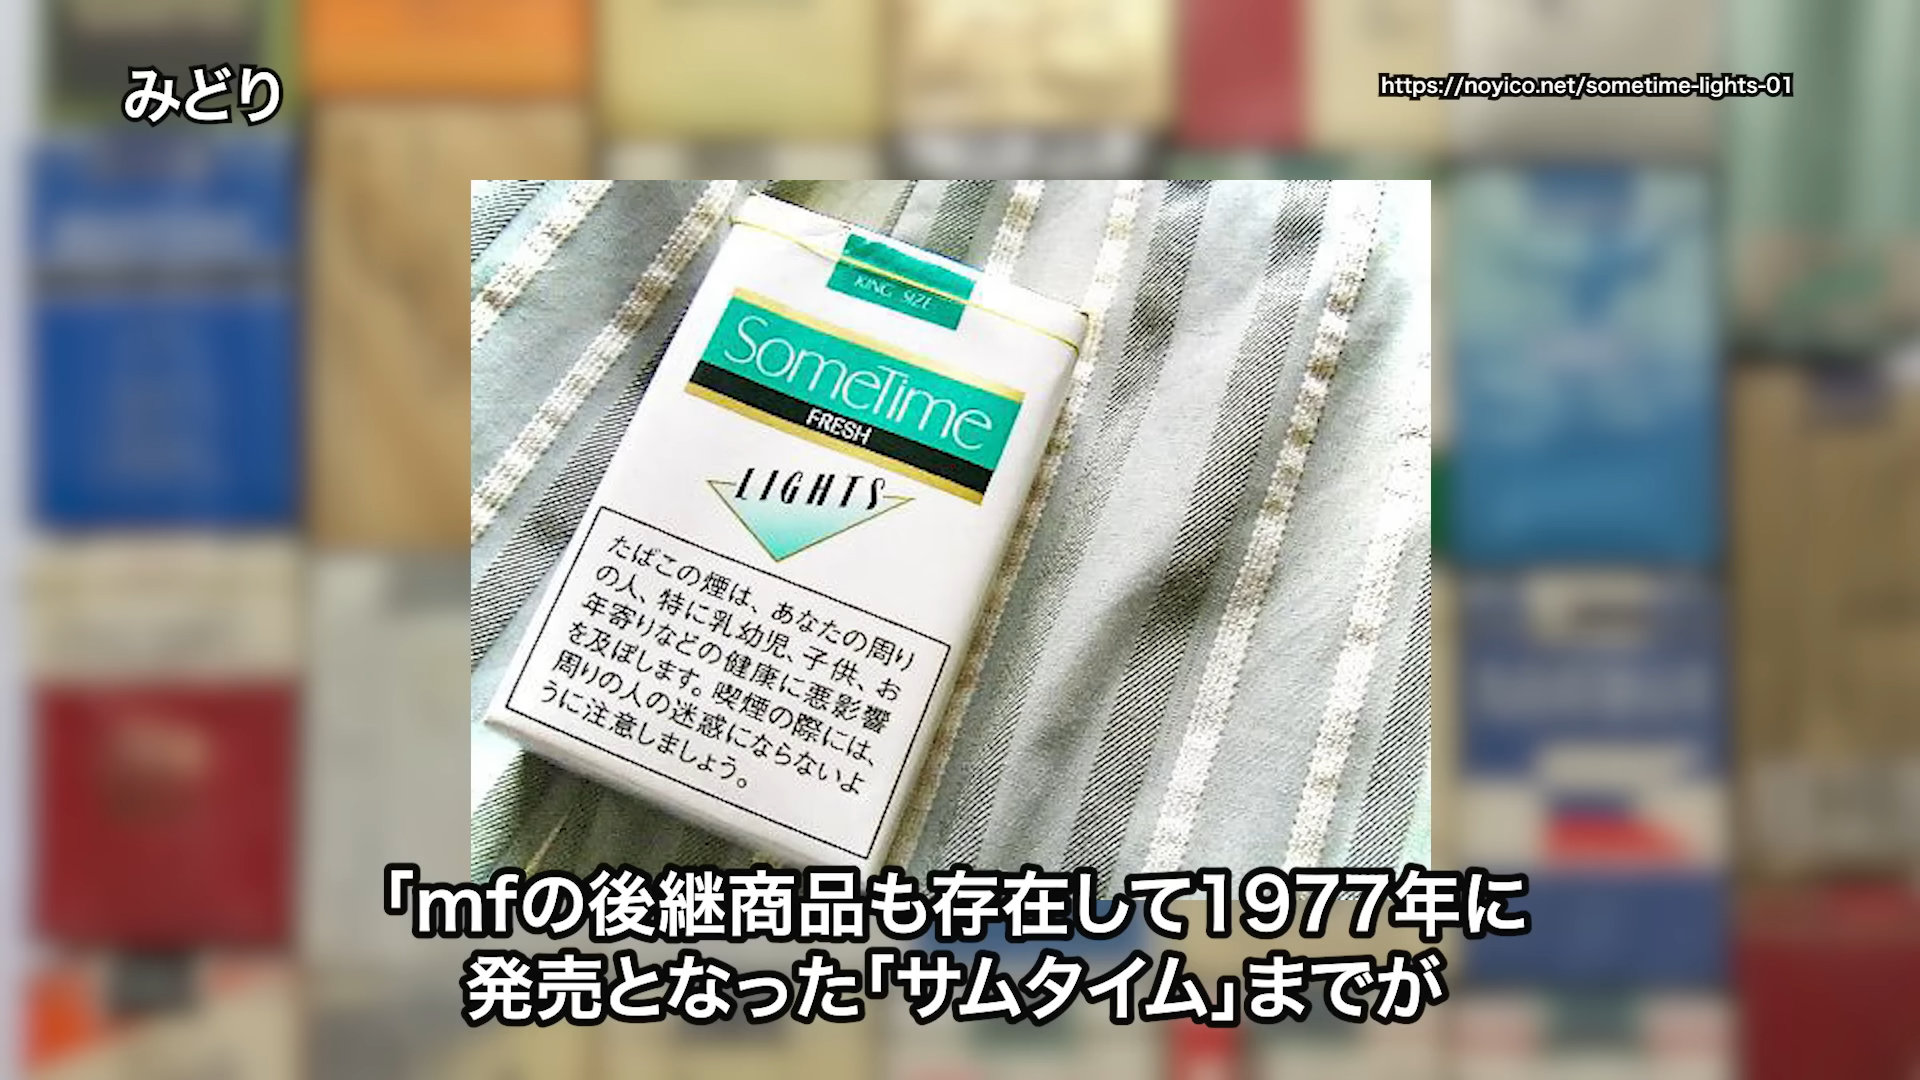 みどり
https://noyico.net/sometime-lights-01
KING SIZE
SomeTime
FRESH
LIGHTS
たばこの煙は、あなたの周り
の人、特に乳幼児、子供、お
年寄りなどの健康に悪影響
を及ぼします。喫煙の際には、
周りの人の迷惑にならないよ
うに注意しましょう。
「mfの後継商品も存在して1977年に
発売となった「サムタイム」までが